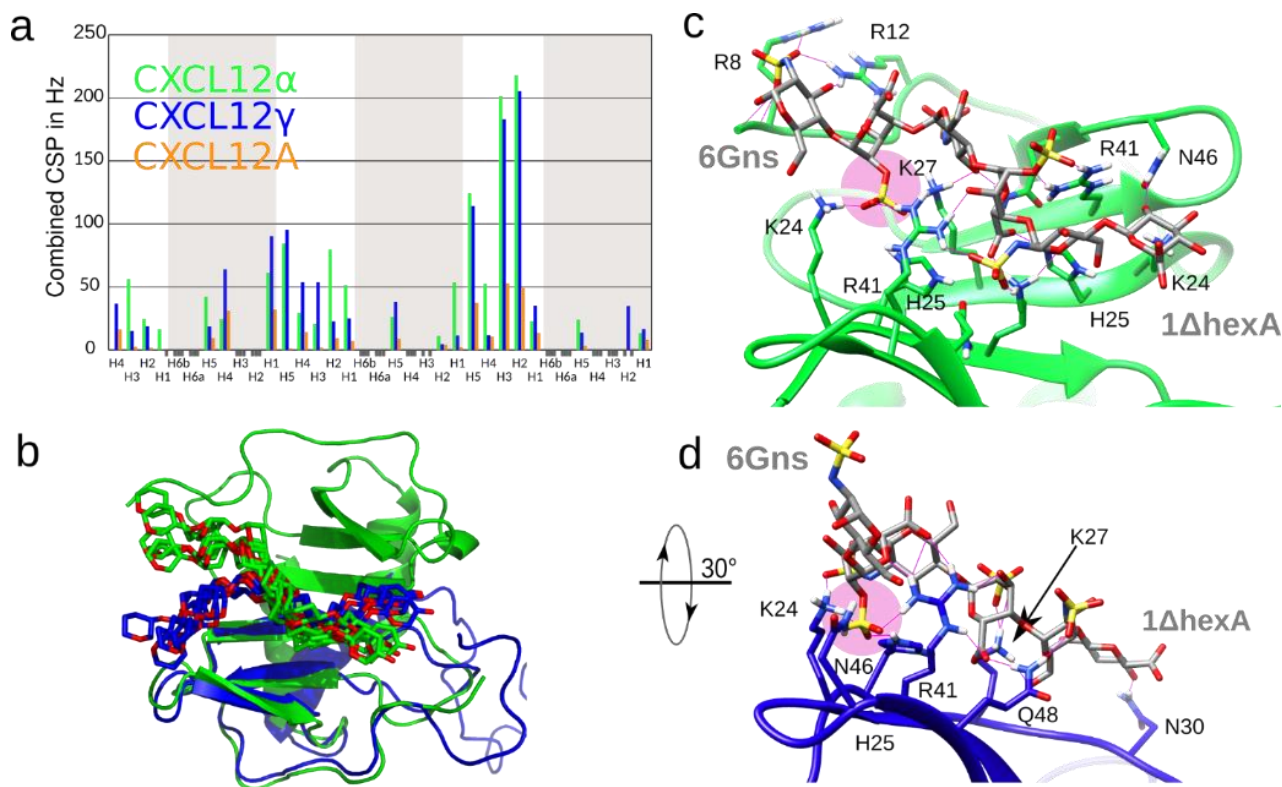 a
Combined CSP in Hz
250
200
150
100
50
0
CXCL12α
CXCL12γ
CXCL12A
H4 H2 H6b H5 H3 H1 H4 H2 H6b H5 H3 H1 H4 H2 H6b H5 H3 H1
H3 H1 H6a H4 H2 H5 H3 H1 H6a H4 H2 H5 H3 H1 H6a H4 H2
c
R8
R12
6Gns
K27
R41
N46
K24
R41
H25
K24
H25
1ΔhexA
b
30°
d
6Gns
K27
K24
1ΔhexA
N46
R41
Q48
N30
H25